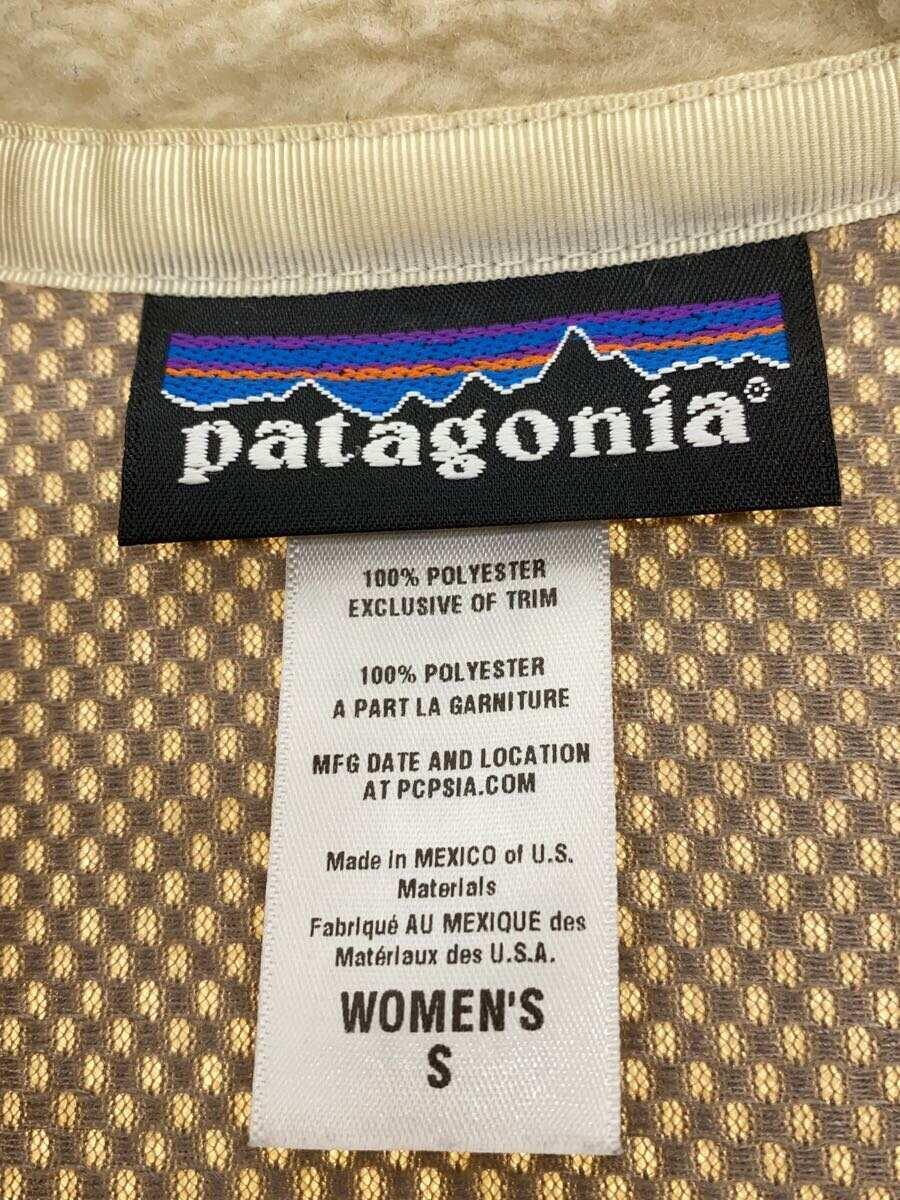 patagonia®
100% POLYESTER
EXCLUSIVE OF TRIM
100% POLYESTER
A PART LA GARNITURE
MFG DATE AND LOCATION
AT PCPSIA.COM
Made in MEXICO of U.S.
Materials
Fabriqué AU MEXIQUE des
Matériaux des U.S.A.
WOMEN'S
S